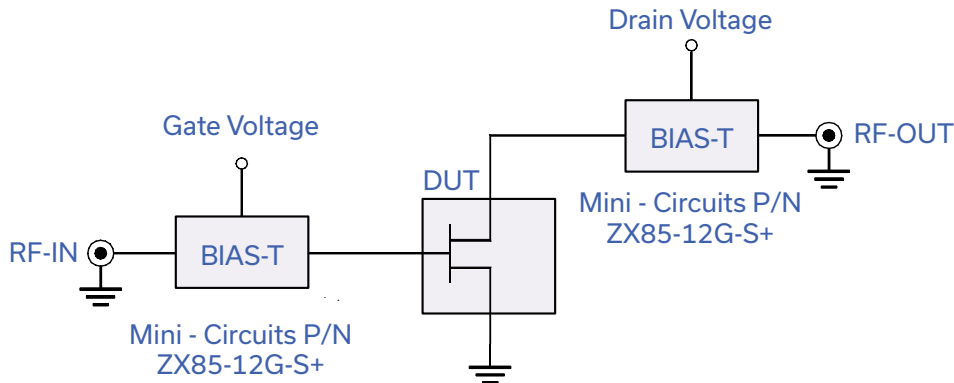 Drain Voltage
Gate Voltage
BIAS-T
RF-OUT
DUT
Mini - Circuits P/N
ZX85-12G-S+
RF-IN
BIAS-T
Mini - Circuits P/N
ZX85-12G-S+